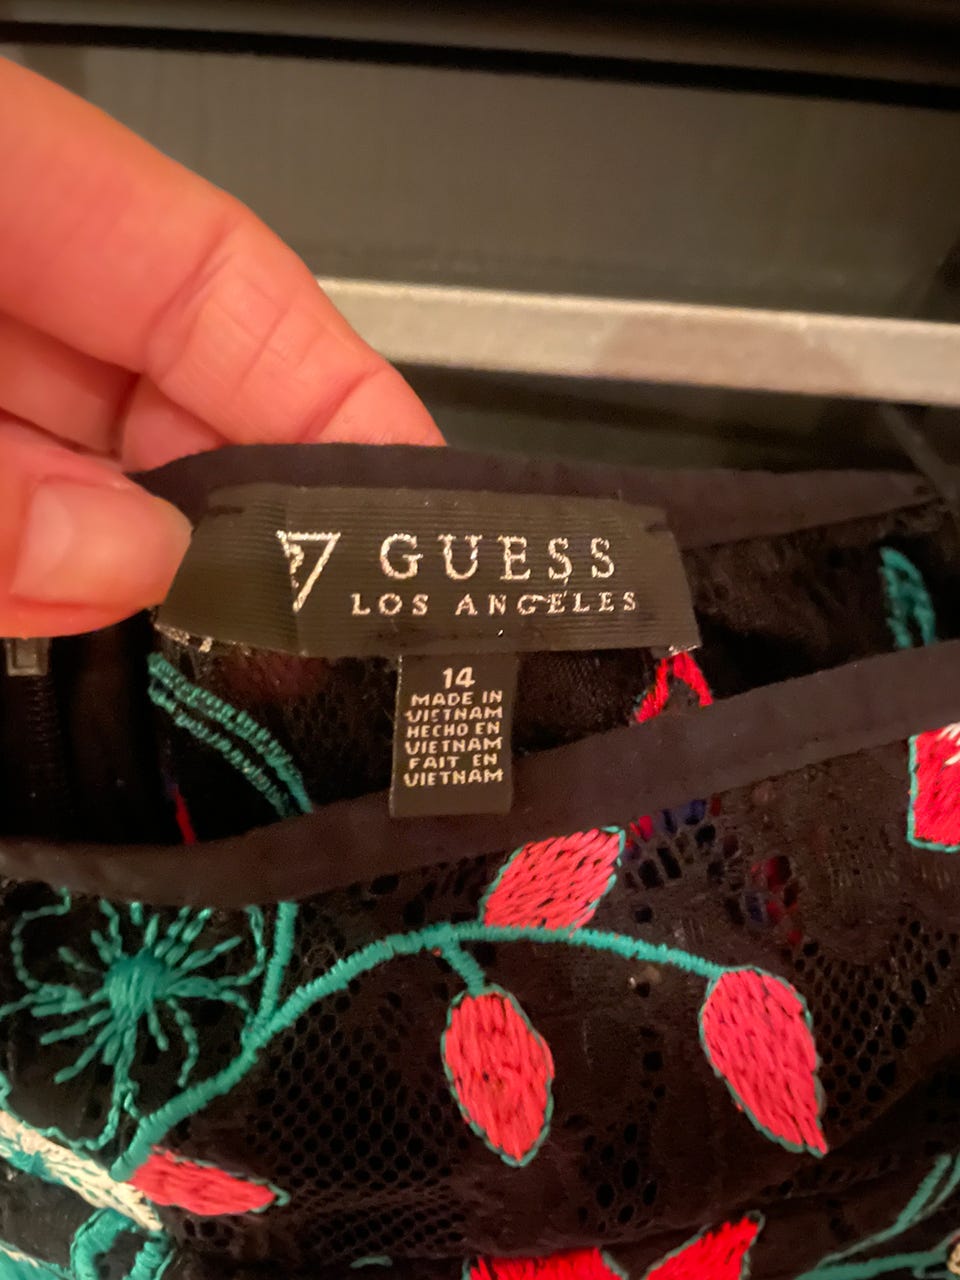 ? GUESS
LOS ANGELES
14
MADE IN
VIETNAM
HECHO EN
VIETNAM
FAIT EN
VIETNAM